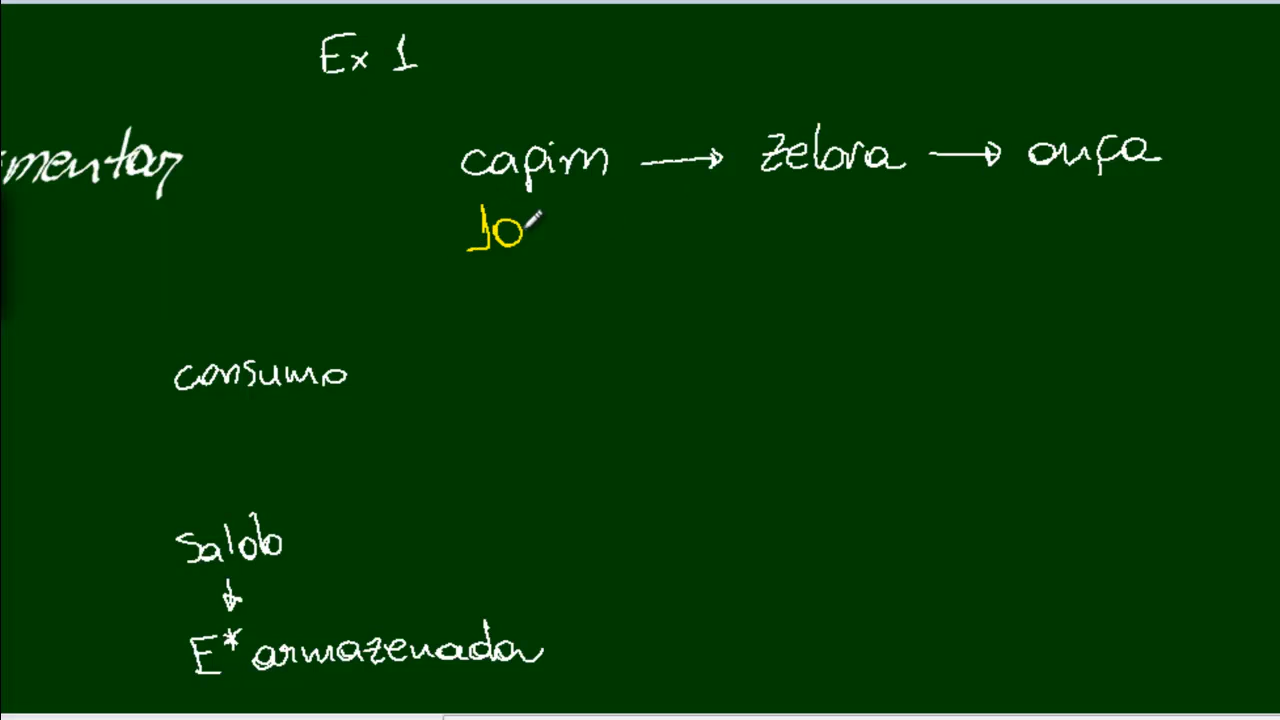 Ex 1
mentar
capim → zebra → onça
10
consumo
Saldo
↓
E* armazenada